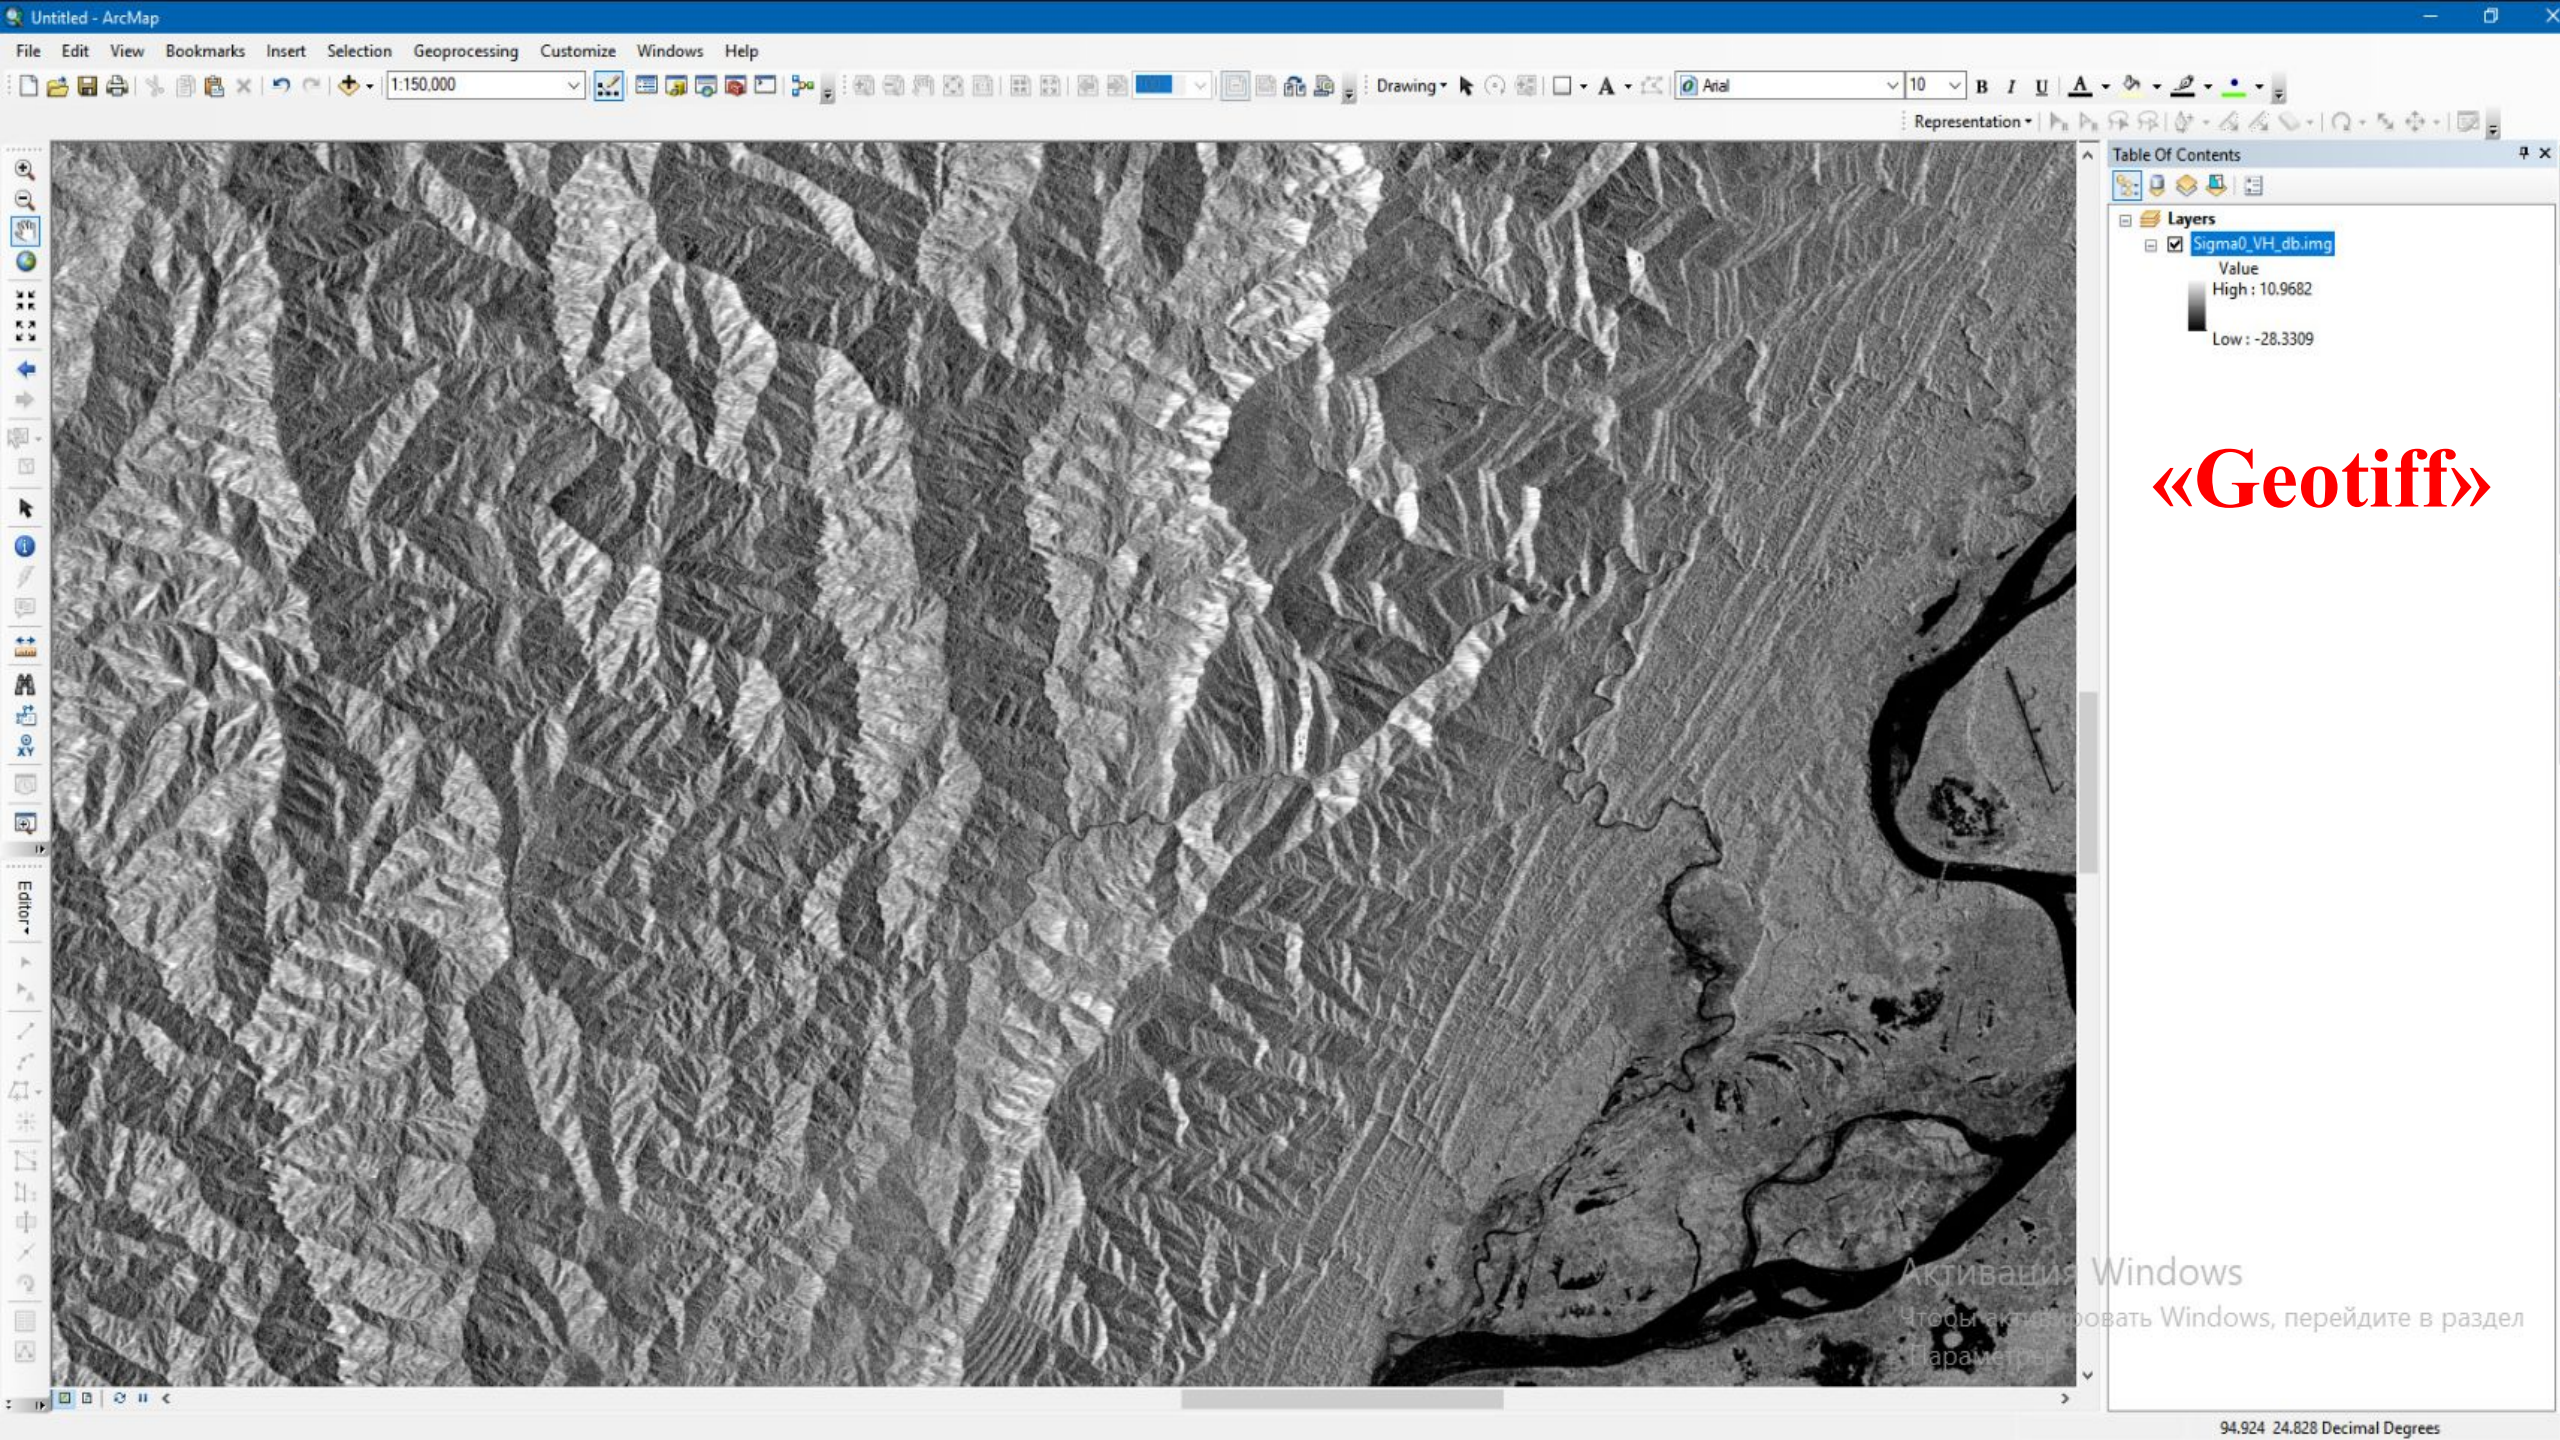 Untitled - ArcMap
File Edit View Bookmarks Insert Selection Geoprocessing Customize Windows Help
1:150,000
Drawing
A
Arial
10
B I U A
Representation
Table Of Contents
Layers
Sigma0_VH_db.img
Value
High : 10.9682
Low : -28.3309
«Geotiff»
XY
Editor
Активация Windows
Чтобы активировать Windows, перейдите в раздел
Параметры
94.924 24.828 Decimal Degrees